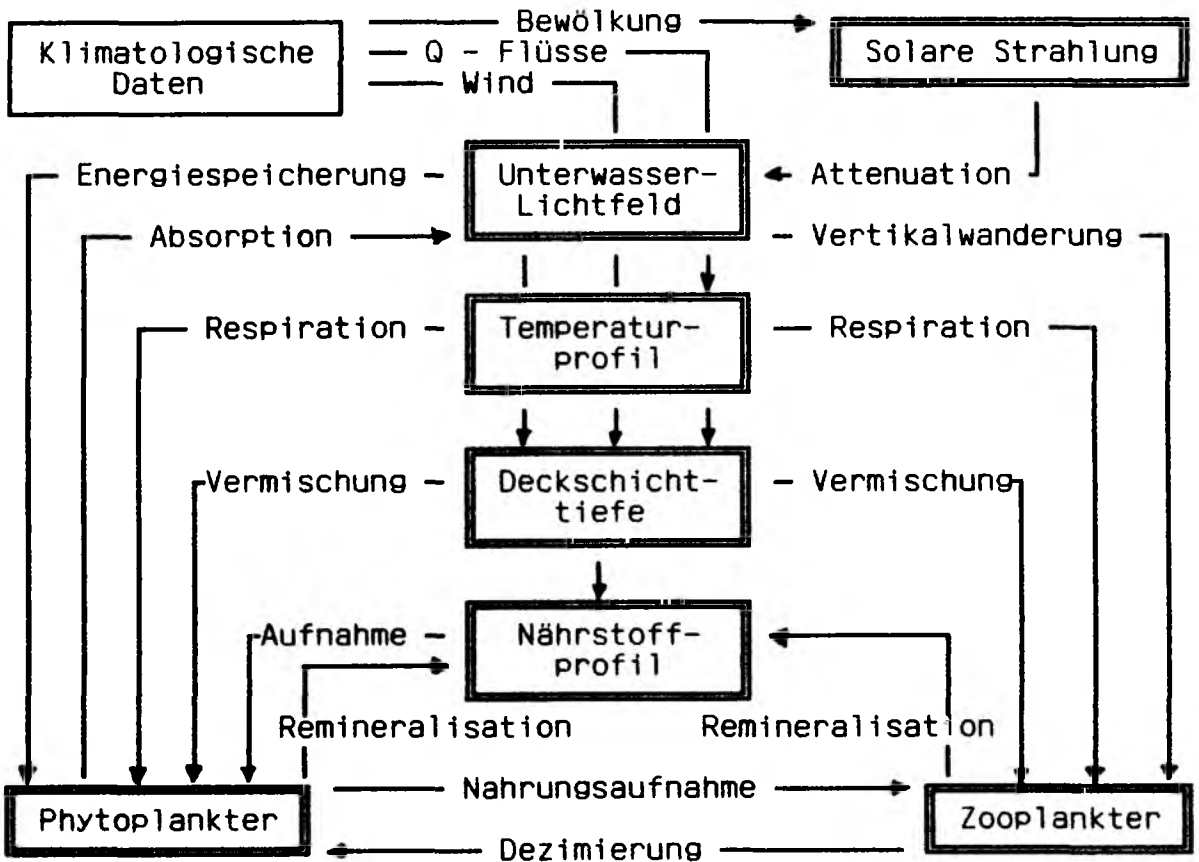 Bewölkung
Klimatologische
Daten
Q - Flüsse
Wind
Solare Strahlung
Energiespeicherung
Unterwasser-
Lichtfeld
Attenuation
Absorption
Vertikalwanderung
Respiration
Temperatur-
profil
Respiration
Vermischung
Deckschicht-
tiefe
Vermischung
Aufnahme
Nährstoff-
profil
Remineralisation
Remineralisation
Phytoplankter
Nahrungsaufnahme
Zooplankter
Dezimierung